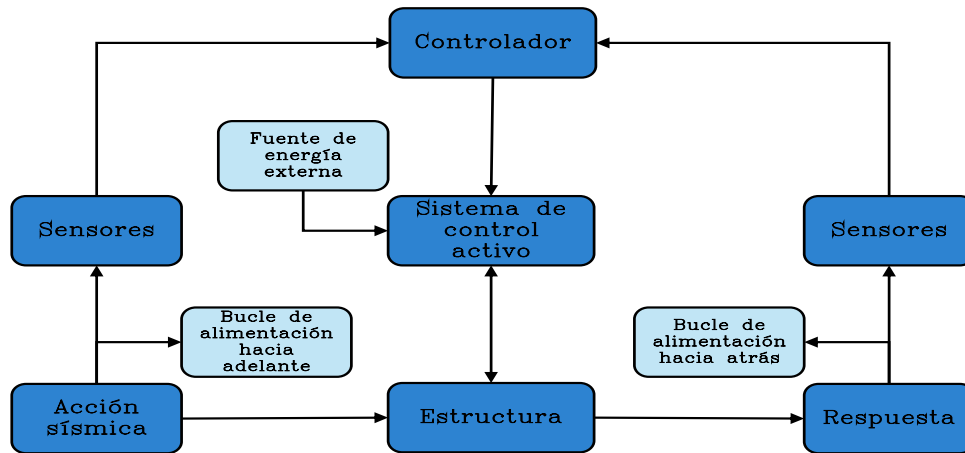 Controlador
Fuente de
energía
externa
Sensores
Sistema de
control
activo
Sensores
Bucle de
alimentación
hacia
adelante
Bucle de
alimentación
hacia atrás
Acción
sísmica
Estructura
Respuesta